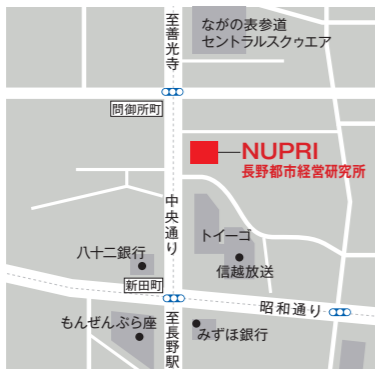 至善光寺
ながの表参道
セントラルスクゥエア
問御所町
NUPRI
長野都市経営研究所
中央通り
トイーゴ
八十二銀行
信越放送
新田町
昭和通り
もんぜんぷら座
至長野駅
みずほ銀行